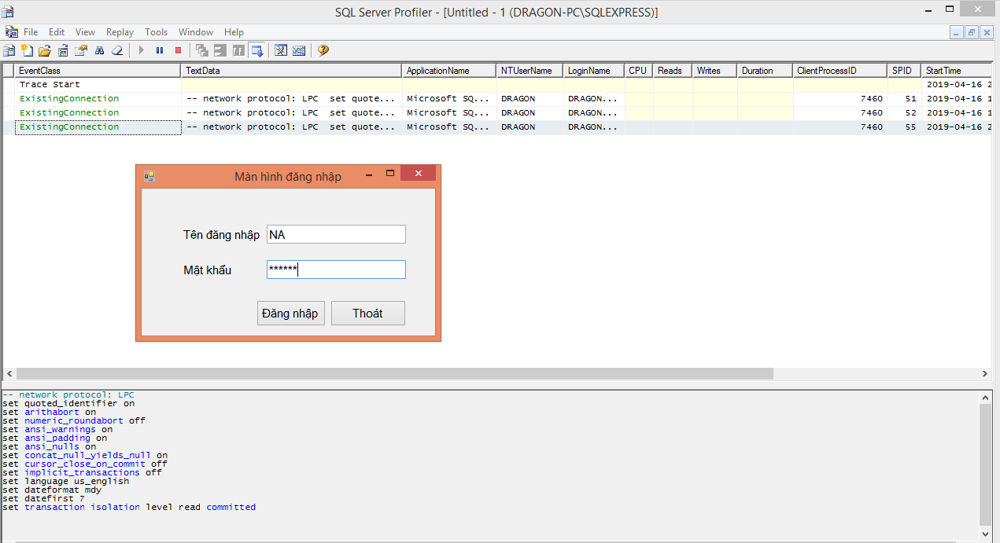 SQL Server Profiler - [Untitled - 1 (DRAGON-PC\SQLEXPRESS)]
File Edit View Replay Tools Window Help
EventClass TextData ApplicationName NTUserName LoginName CPU Reads Writes Duration ClientProcessID SPID StartTime
Trace Start 2019-04-16 2
ExistingConnection -- network protocol: LPC set quote... Microsoft SQ... DRAGON DRAGON... 7460 51 2019-04-16 1
ExistingConnection -- network protocol: LPC set quote... Microsoft SQ... DRAGON DRAGON... 7460 52 2019-04-16 1
ExistingConnection -- network protocol: LPC set quote... Microsoft SQ... DRAGON DRAGON... 7460 55 2019-04-16 2
Màn hình đăng nhập
Tên đăng nhập NA
Mật khẩu ******
Đăng nhập Thoát
-- network protocol: LPC
set quoted_identifier on
set arithabort on
set numeric_roundabort off
set ansi_warnings on
set ansi_padding on
set ansi_nulls on
set concat_null_yields_null on
set cursor_close_on_commit off
set implicit_transactions off
set language us_english
set dateformat mdy
set datefirst 7
set transaction isolation level read committed